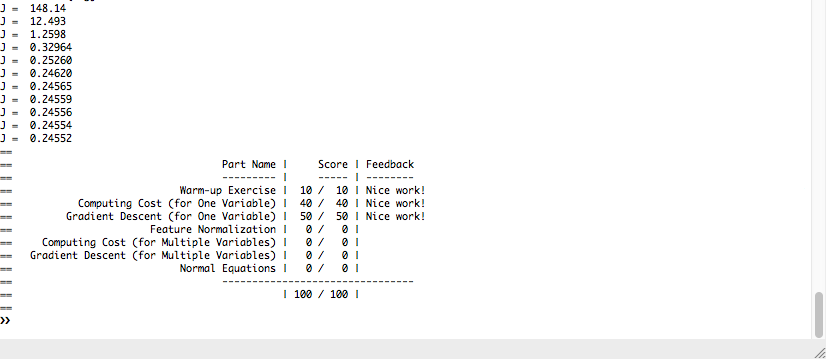 J =  148.14
J =  12.493
J =  1.2598
J =  0.32964
J =  0.25260
J =  0.24620
J =  0.24565
J =  0.24559
J =  0.24556
J =  0.24554
J =  0.24552
==
==                                   Part Name |     Score | Feedback
==                                   --------- |     ----- | --------
==                            Warm-up Exercise |  10 /  10 | Nice work!
==           Computing Cost (for One Variable) |  40 /  40 | Nice work!
==         Gradient Descent (for One Variable) |  50 /  50 | Nice work!
==                       Feature Normalization |   0 /   0 |
==     Computing Cost (for Multiple Variables) |   0 /   0 |
==   Gradient Descent (for Multiple Variables) |   0 /   0 |
==                            Normal Equations |   0 /   0 |
==                                   --------------------------------
==                                             | 100 / 100 |
==
>>